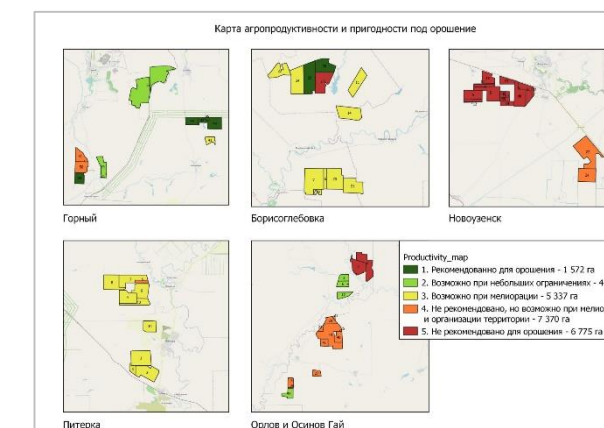 Карта агропродуктивности и пригодности под орошение
Горный
Борисоглебовка
Новоузенск
Productivity_map
1. Рекомендованно для орошения - 1 572 га
2. Возможно при небольших ограничениях - 4
3. Возможно при мелиорации - 5 337 га
4. Не рекомендовано, но возможно при мелио
и организации территории - 7 370 га
5. Не рекомендовано для орошения - 6 775 га
Питерка
Орлов и Осинов Гай